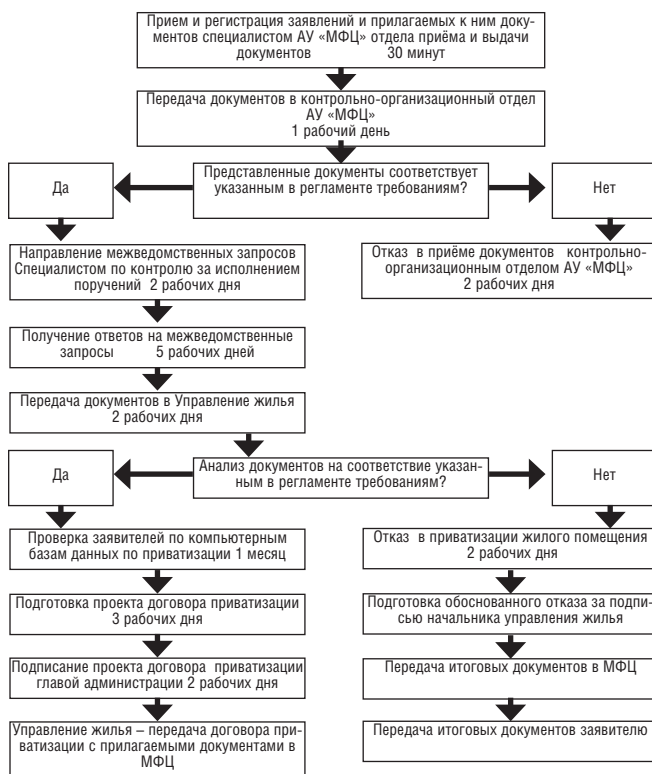 Прием и регистрация заявлений и прилагаемых к ним доку-
ментов специалистом АУ «МФЦ» отдела приёма и выдачи
документов 30 минут
Передача документов в контрольно-организационный отдел
АУ «МФЦ»
1 рабочий день
Да
Представленные документы соответствует
указанным в регламенте требованиям?
Нет
Направление межведомственных запросов
Специалистом по контролю за исполнением
поручений 2 рабочих дня
Отказ в приёме документов контрольно-
организационным отделом АУ «МФЦ»
2 рабочих дня
Получение ответов на межведомственные
запросы 5 рабочих дней
Передача документов в Управление жилья
2 рабочих дня
Да
Анализ документов на соответствие указан-
ным в регламенте требованиям?
Нет
Проверка заявителей по компьютерным
базам данных по приватизации 1 месяц
Отказ в приватизации жилого помещения
2 рабочих дня
Подготовка проекта договора приватизации
3 рабочих дня
Подготовка обоснованного отказа за подпи-
сью начальника управления жилья
Подписание проекта договора приватизации
главой администрации 2 рабочих дня
Передача итоговых документов в МФЦ
Управление жилья – передача договора при-
ватизации с прилагаемыми документами в
МФЦ
Передача итоговых документов заявителю